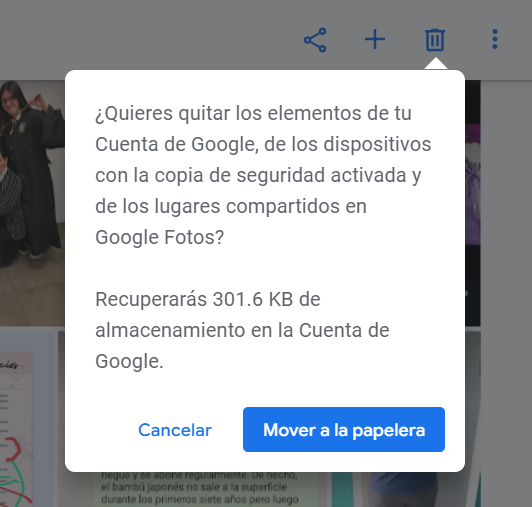 ¿Quieres quitar los elementos de tu
Cuenta de Google, de los dispositivos
con la copia de seguridad activada y
de los lugares compartidos en
Google Fotos?
Recuperarás 301.6 KB de
almacenamiento en la Cuenta de
Google.
Cancelar
Mover a la papelera
riegue y se abone regularmente. De hecho,
el bambú japonés no sale a la superficie
durante los primeros siete años pero luego